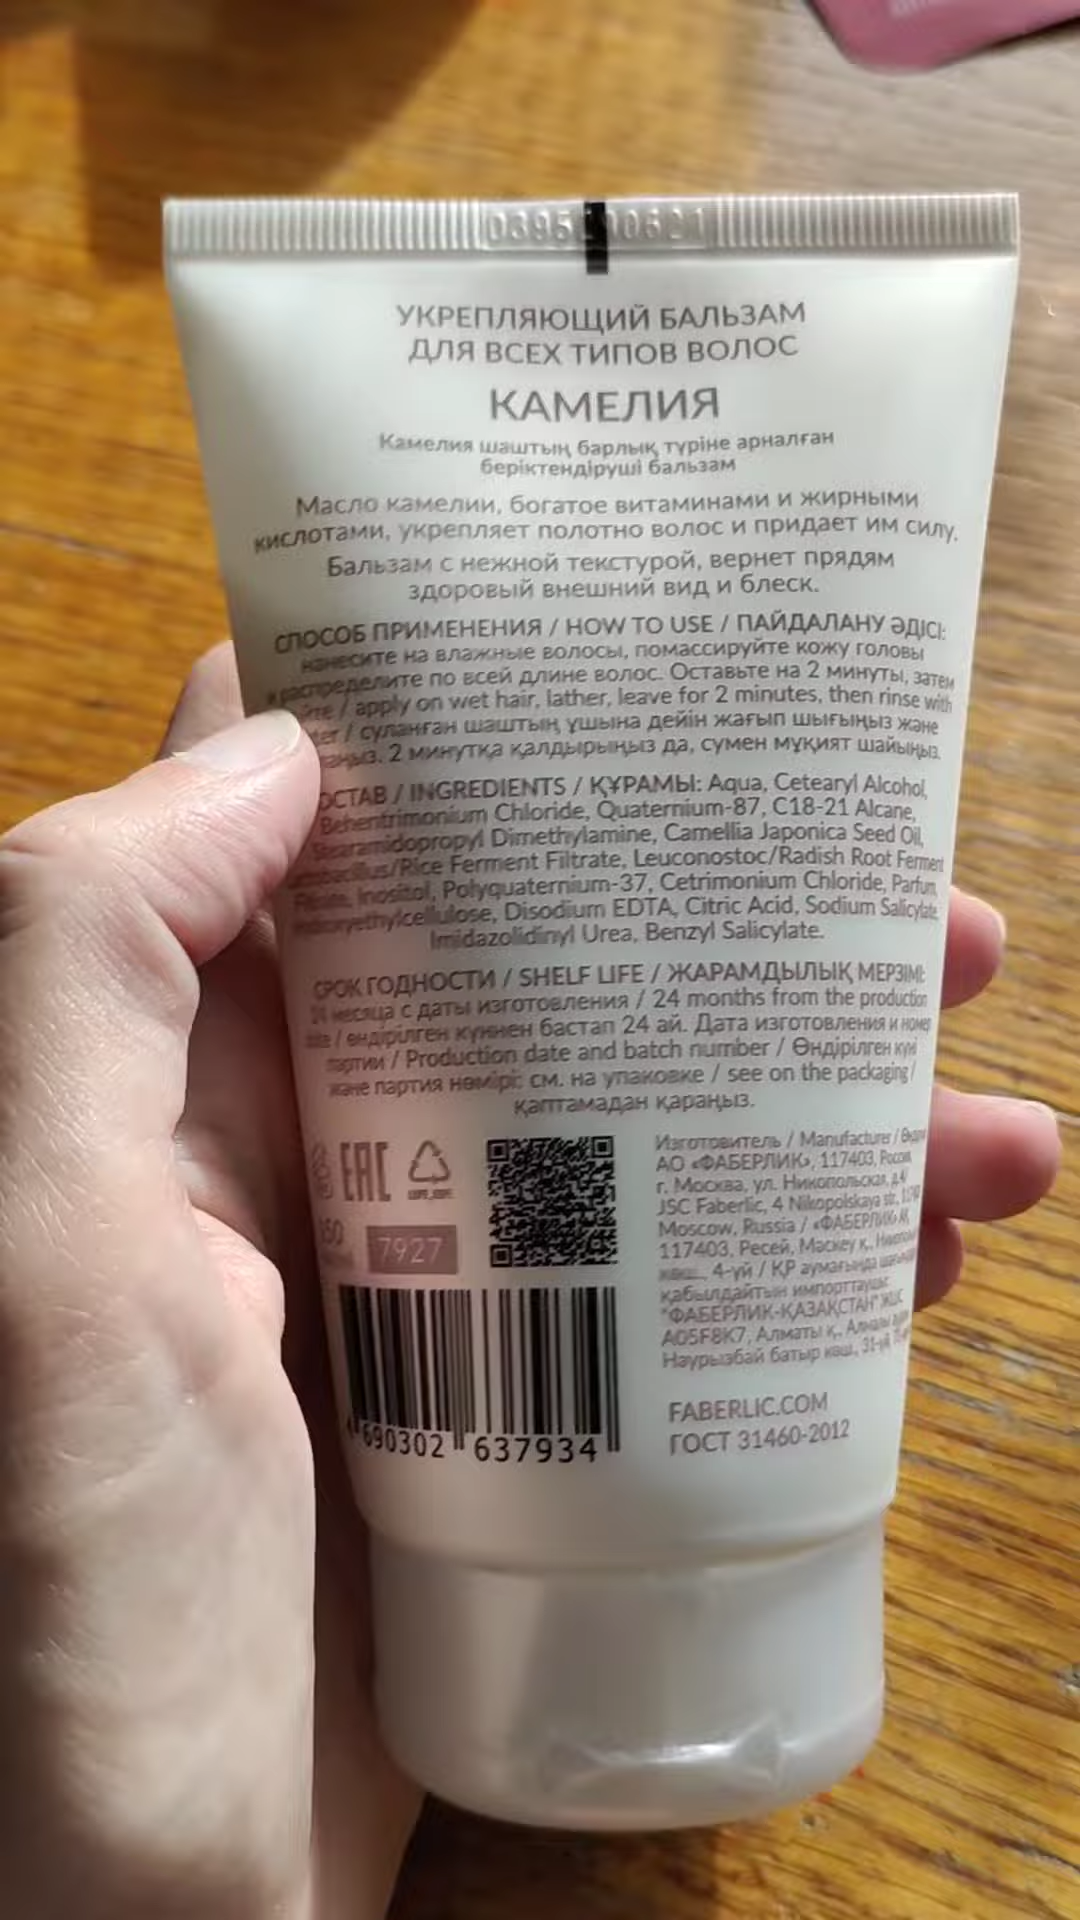 УКРЕПЛЯЮЩИЙ БАЛЬЗАМ
ДЛЯ ВСЕХ ТИПОВ ВОЛОС
КАМЕЛИЯ
Камелия шаштың барлық түріне арналған
беріктендіруші бальзам
Масло камелии, богатое витаминами и жирными
кислотами, укрепляет полотно волос и придает им силу.
Бальзам с нежной текстурой, вернет прядям
здоровый внешний вид и блеск.
СПОСОБ ПРИМЕНЕНИЯ / HOW TO USE / ПАЙДАЛАНУ ӘДІСІ:
нанесите на влажные волосы, помассируйте кожу головы
и распределите по всей длине волос. Оставьте на 2 минуты, затем
/ apply on wet hair, lather, leave for 2 minutes, then rinse with
/ суланған шаштың ұшына дейін жағып шығыңыз және
2 минутқа қалдырыңыз да, сумен мұқият шайыңыз.
СОСТАВ / INGREDIENTS / ҚҰРАМЫ: Aqua, Cetearyl Alcohol,
Behentrimonium Chloride, Quaternium-87, C18-21 Alcane,
Stearamidopropyl Dimethylamine, Camellia Japonica Seed Oil,
Ferment Filtrate, Leuconostoc/Radish Root Ferment
Filtrate, Inositol, Polyquaternium-37, Cetrimonium Chloride, Parfum,
Disodium EDTA, Citric Acid, Sodium Salicylate,
Imidazolidinyl Urea, Benzyl Salicylate.
СРОК ГОДНОСТИ / SHELF LIFE / ЖАРАМДЫЛЫҚ МЕРЗІМІ:
24 месяца с даты изготовления / 24 months from the production
date / өндірілген күннен бастап 24 ай. Дата изготовления и номер
партии / Production date and batch number / Өндірілген күні
және партия нөмірі: см. на упаковке / see on the packaging /
қаптамадан қараңыз.
EAC
7927
4 690302 637934
Изготовитель / Manufacturer /
АО «ФАБЕРЛИК», 117403, Россия,
г. Москва, ул. Никопольская, д.4/
JSC Faberlic, 4 Nikopolskaya str.,
Moscow, Russia / «ФАБЕРЛИК»
117403, Ресей, Мәскеу қ.,
4-үй / ҚР аумағында
қабылдайтын импорттаушы:
"ФАБЕРЛИК-ҚАЗАҚСТАН" ЖШС
A05F8K7, Алматы қ.,
Наурызбай батыр көш., 31-үй,
FABERLIC.COM
ГОСТ 31460-2012